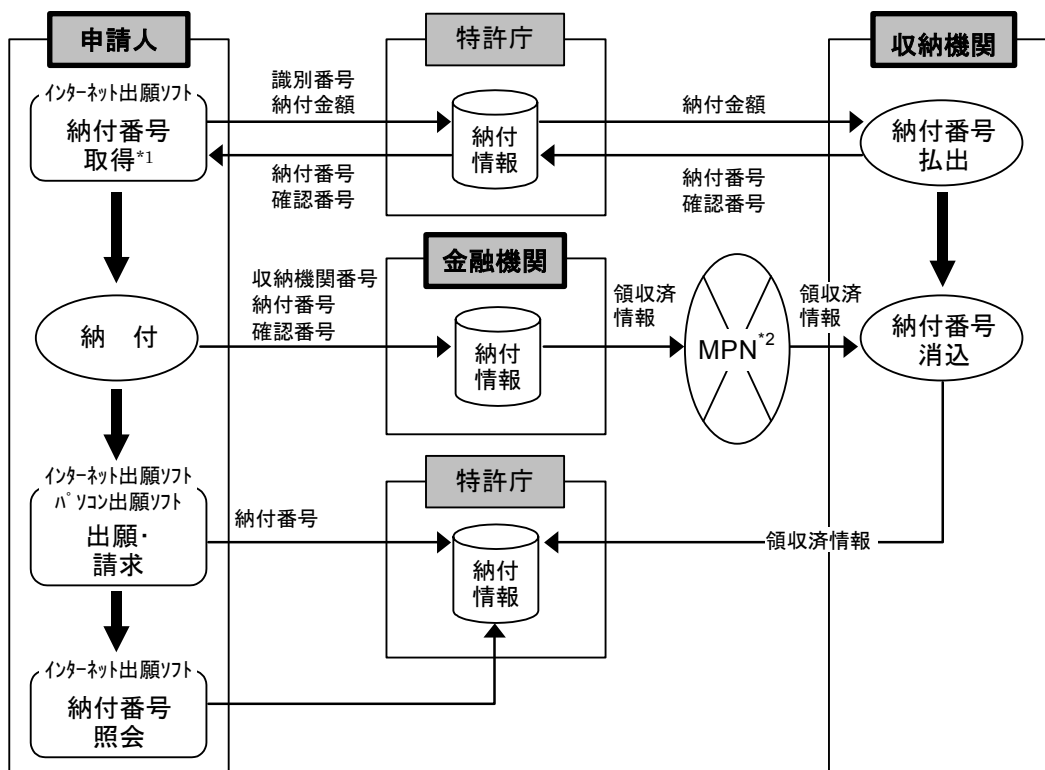 申請人
特許庁
収納機関
インターネット出願ソフト
納付番号
取得*1
識別番号
納付金額
納付番号
確認番号
納付
情報
納付金額
納付番号
確認番号
納付番号
払出
金融機関
納 付
収納機関番号
納付番号
確認番号
納付
情報
領収済
情報
MPN*2
領収済
情報
納付番号
消込
特許庁
インターネット出願ソフト
パソコン出願ソフト
出願・
請求
納付番号
納付
情報
領収済情報
インターネット出願ソフト
納付番号
照会